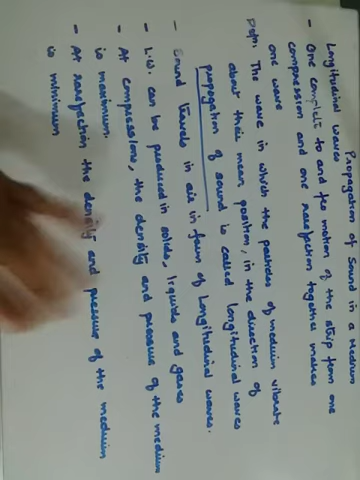 Propagation of Sound in a Medium
Longitudinal waves
- One complete to and fro motion of the strip from one
compression and one rarefaction together makes
one wave
Defn: The wave in which the particles of medium vibrate
about their mean position, in the direction of
propagation of sound is called longitudinal waves
- Sound travels in air in form of Longitudinal waves.
- L.W. can be produced in solids, liquids and gases
- At compressions, the density and pressure of the medium
is maximum.
- At rarefaction the density and pressure of the medium
is minimum